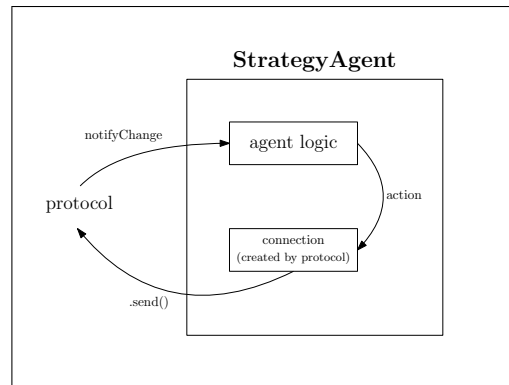 StrategyAgent
notifyChange
agent logic
protocol
action
connection
(created by protocol)
.send()